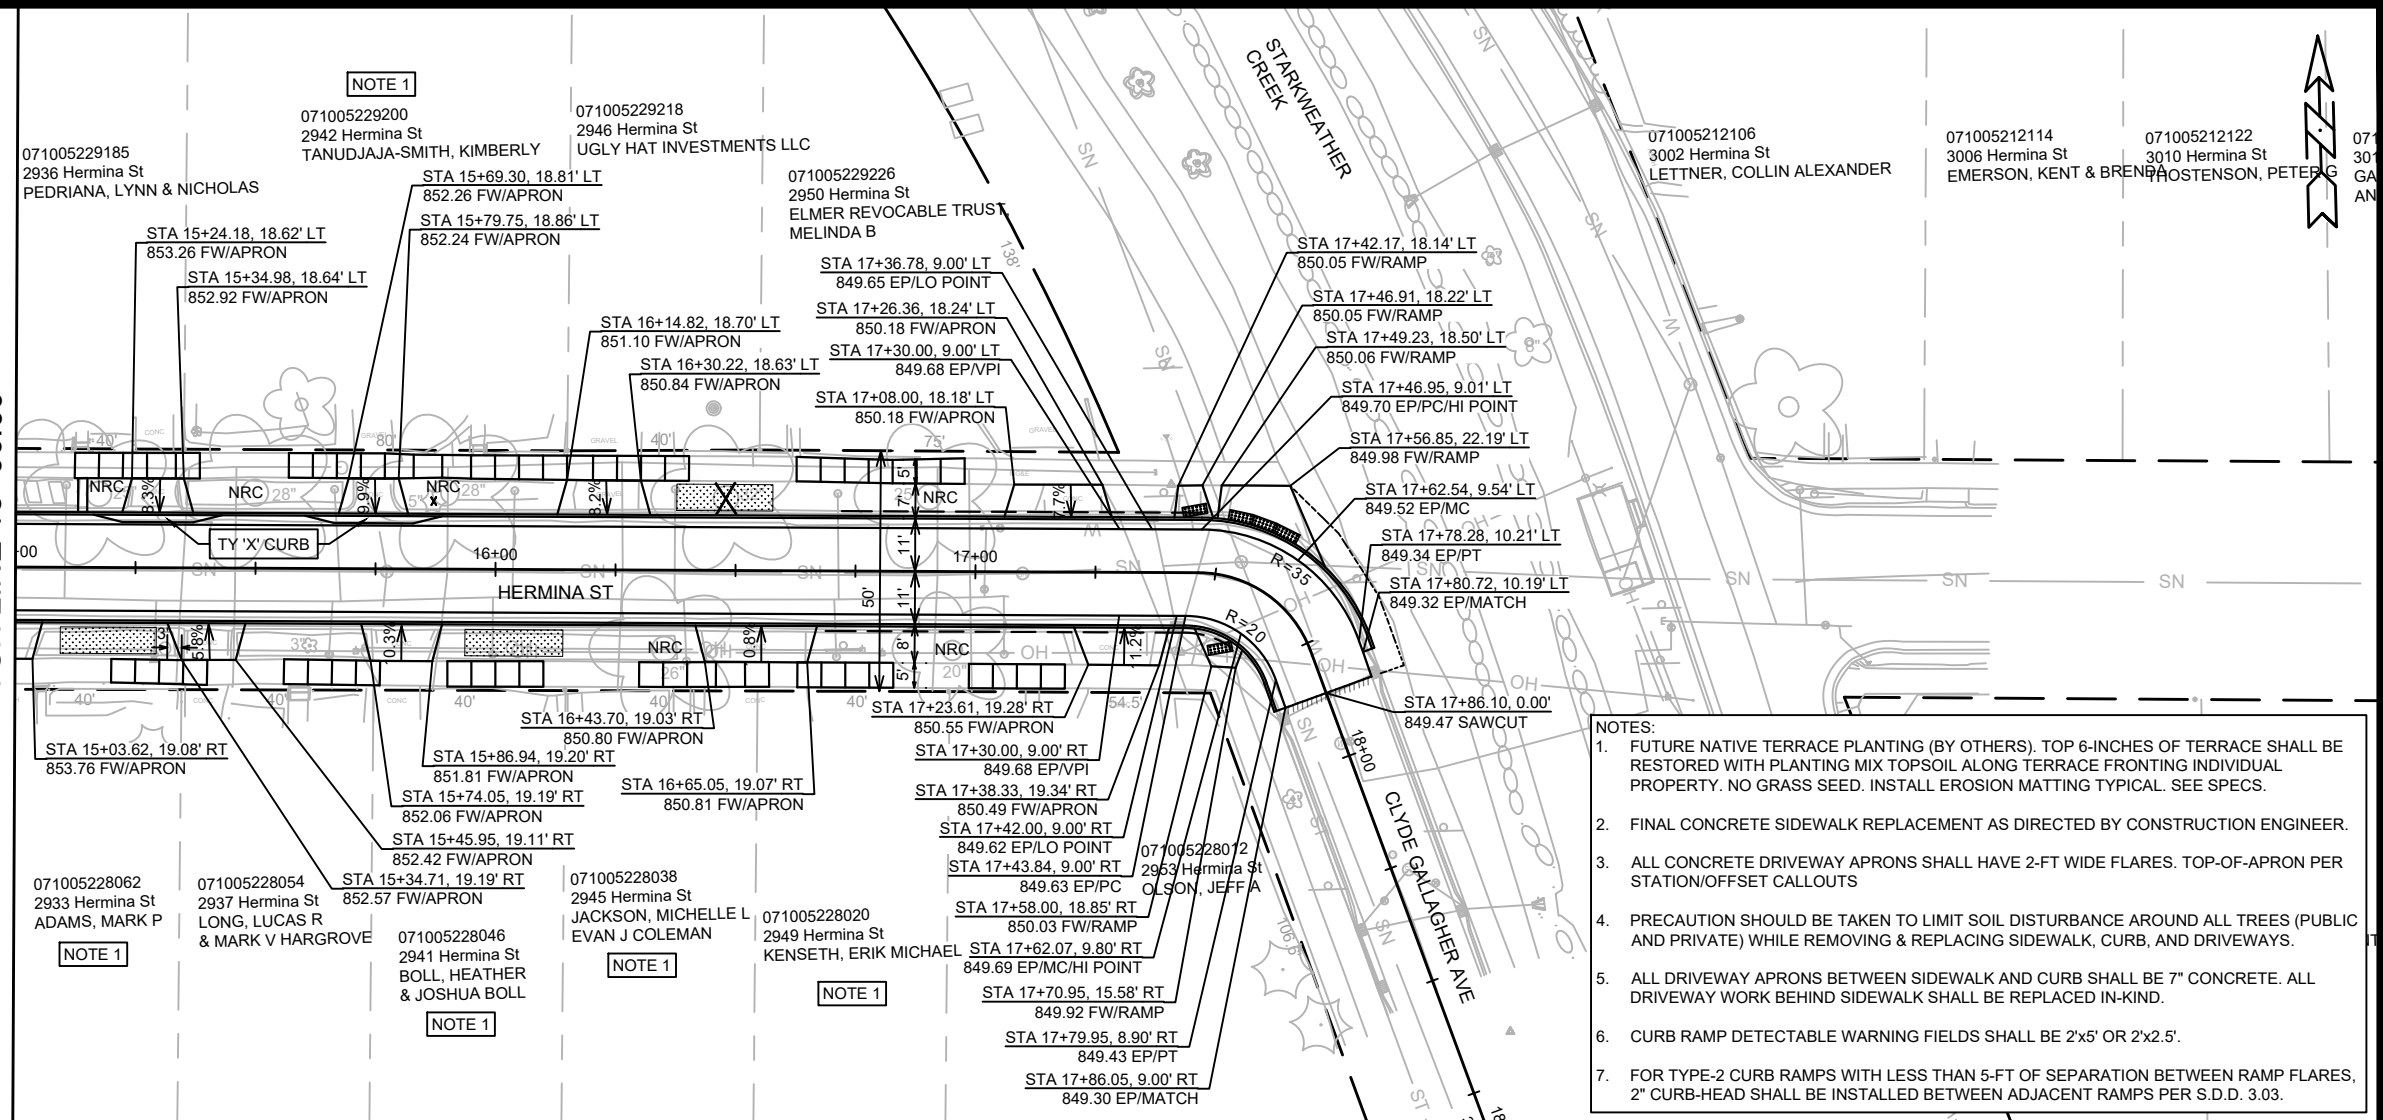 NOTE 1
071005229185
2936 Hermina St
PEDRIANA, LYNN & NICHOLAS
071005229200
2942 Hermina St
TANUDJAJA-SMITH, KIMBERLY
071005229218
2946 Hermina St
UGLY HAT INVESTMENTS LLC
071005229226
2950 Hermina St
ELMER REVOCABLE TRUST,
MELINDA B
STARKWEATHER
CREEK
071005212106
3002 Hermina St
LETTNER, COLLIN ALEXANDER
071005212114
3006 Hermina St
EMERSON, KENT & BRENDA
071005212122
3010 Hermina St
THOSTENSON, PETER G
STA 15+24.18, 18.62' LT
853.26 FW/APRON
STA 15+34.98, 18.64' LT
852.92 FW/APRON
STA 15+69.30, 18.81' LT
852.26 FW/APRON
STA 15+79.75, 18.86' LT
852.24 FW/APRON
STA 16+14.82, 18.70' LT
851.10 FW/APRON
STA 16+30.22, 18.63' LT
850.84 FW/APRON
STA 17+36.78, 9.00' LT
849.65 EP/LO POINT
STA 17+26.36, 18.24' LT
850.18 FW/APRON
STA 17+30.00, 9.00' LT
849.68 EP/VPI
STA 17+08.00, 18.18' LT
850.18 FW/APRON
138'
STA 17+42.17, 18.14' LT
850.05 FW/RAMP
STA 17+46.91, 18.22' LT
850.05 FW/RAMP
STA 17+49.23, 18.50' LT
850.06 FW/RAMP
STA 17+46.95, 9.01' LT
849.70 EP/PC/HI POINT
STA 17+56.85, 22.19' LT
849.98 FW/RAMP
STA 17+62.54, 9.54' LT
849.52 EP/MC
STA 17+78.28, 10.21' LT
849.34 EP/PT
STA 17+80.72, 10.19' LT
849.32 EP/MATCH
40'
80'
40'
75'
NRC
8.3%
NRC
9.9%
NRC
8.2%
NRC
7.7%
5'
7'
11'
11'
8'
5'
50'
TY 'X' CURB
16+00
17+00
HERMINA ST
R=35
R=20
SN
SN
SN
SN
SN
SN
5.8%
NRC
NRC
11.2%
40'
40'
40'
40'
40'
54.5'
STA 17+86.10, 0.00'
849.47 SAWCUT
18+00
CLYDE GALLAGHER AVE
STA 15+03.62, 19.08' RT
853.76 FW/APRON
STA 16+43.70, 19.03' RT
850.80 FW/APRON
STA 15+86.94, 19.20' RT
851.81 FW/APRON
STA 15+74.05, 19.19' RT
852.06 FW/APRON
STA 15+45.95, 19.11' RT
852.42 FW/APRON
STA 15+34.71, 19.19' RT
852.57 FW/APRON
STA 16+65.05, 19.07' RT
850.81 FW/APRON
STA 17+23.61, 19.28' RT
850.55 FW/APRON
STA 17+30.00, 9.00' RT
849.68 EP/VPI
STA 17+38.33, 19.34' RT
850.49 FW/APRON
STA 17+42.00, 9.00' RT
849.62 EP/LO POINT
STA 17+43.84, 9.00' RT
849.63 EP/PC
STA 17+58.00, 18.85' RT
850.03 FW/RAMP
STA 17+62.07, 9.80' RT
849.69 EP/MC/HI POINT
STA 17+70.95, 15.58' RT
849.92 FW/RAMP
STA 17+79.95, 8.90' RT
849.43 EP/PT
STA 17+86.05, 9.00' RT
849.30 EP/MATCH
071005228062
2933 Hermina St
ADAMS, MARK P
NOTE 1
071005228054
2937 Hermina St
LONG, LUCAS R
& MARK V HARGROVE
071005228046
2941 Hermina St
BOLL, HEATHER
& JOSHUA BOLL
NOTE 1
071005228038
2945 Hermina St
JACKSON, MICHELLE L
EVAN J COLEMAN
NOTE 1
071005228020
2949 Hermina St
KENSETH, ERIK MICHAEL
NOTE 1
071005228012
2953 Hermina St
OLSON, JEFF A
NOTES:
1. FUTURE NATIVE TERRACE PLANTING (BY OTHERS). TOP 6-INCHES OF TERRACE SHALL BE
RESTORED WITH PLANTING MIX TOPSOIL ALONG TERRACE FRONTING INDIVIDUAL
PROPERTY. NO GRASS SEED. INSTALL EROSION MATTING TYPICAL. SEE SPECS.
2. FINAL CONCRETE SIDEWALK REPLACEMENT AS DIRECTED BY CONSTRUCTION ENGINEER.
3. ALL CONCRETE DRIVEWAY APRONS SHALL HAVE 2-FT WIDE FLARES. TOP-OF-APRON PER
STATION/OFFSET CALLOUTS
4. PRECAUTION SHOULD BE TAKEN TO LIMIT SOIL DISTURBANCE AROUND ALL TREES (PUBLIC
AND PRIVATE) WHILE REMOVING & REPLACING SIDEWALK, CURB, AND DRIVEWAYS.
5. ALL DRIVEWAY APRONS BETWEEN SIDEWALK AND CURB SHALL BE 7" CONCRETE. ALL
DRIVEWAY WORK BEHIND SIDEWALK SHALL BE REPLACED IN-KIND.
6. CURB RAMP DETECTABLE WARNING FIELDS SHALL BE 2'x5' OR 2'x2.5'.
7. FOR TYPE-2 CURB RAMPS WITH LESS THAN 5-FT OF SEPARATION BETWEEN RAMP FLARES,
2" CURB-HEAD SHALL BE INSTALLED BETWEEN ADJACENT RAMPS PER S.D.D. 3.03.